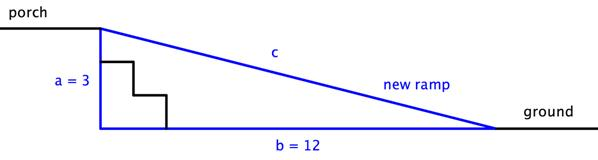 porch
c
a = 3
new ramp
ground
b = 12